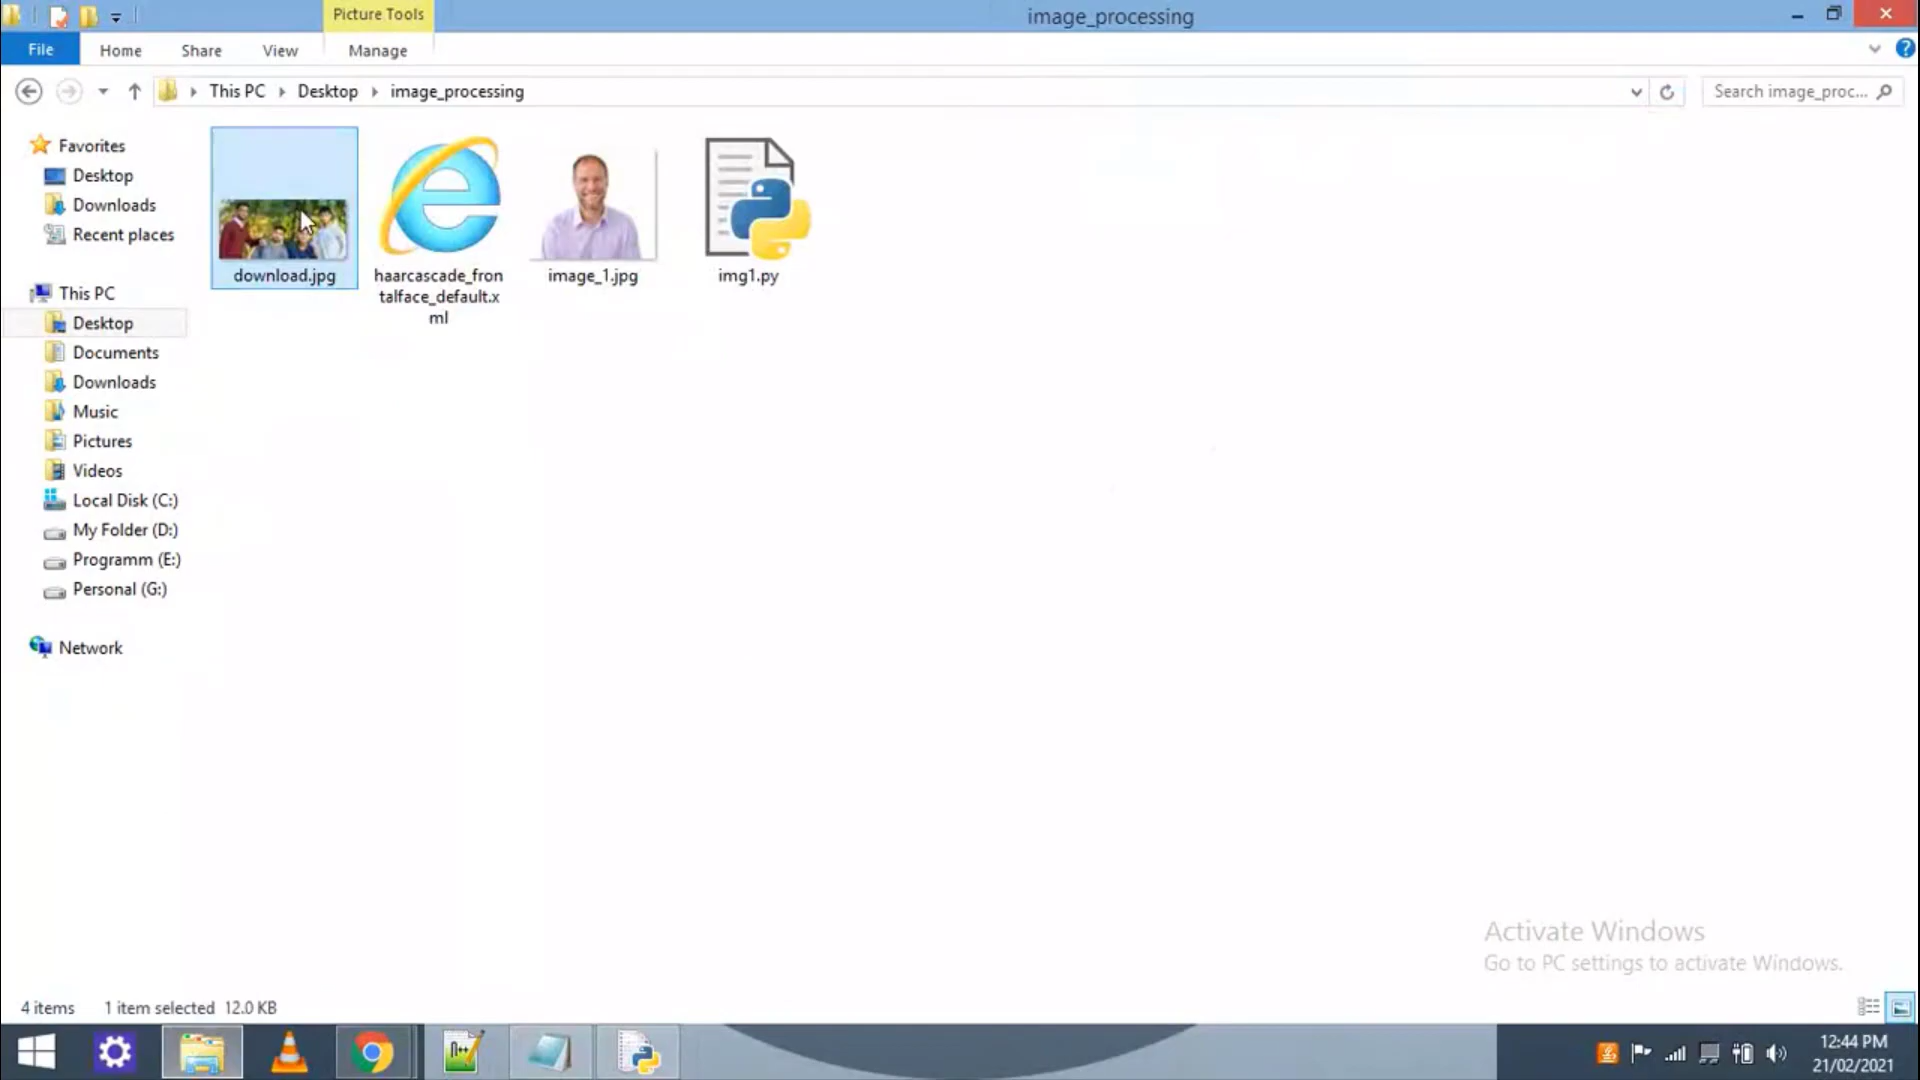 Picture Tools
image_processing
File
Home
Share
View
Manage
?
This PC
Desktop
image_processing
Search image_proc...
Favorites
Desktop
Downloads
Recent places
This PC
Desktop
Documents
Downloads
Music
Pictures
Videos
Local Disk (C:)
My Folder (D:)
Programm (E:)
Personal (G:)
Network
download.jpg
haarcascade_fron
talface_default.x
ml
image_1.jpg
img1.py
Activate Windows
Go to PC settings to activate Windows.
4 items
1 item selected 12.0 KB
n++
12:44 PM
21/02/2021